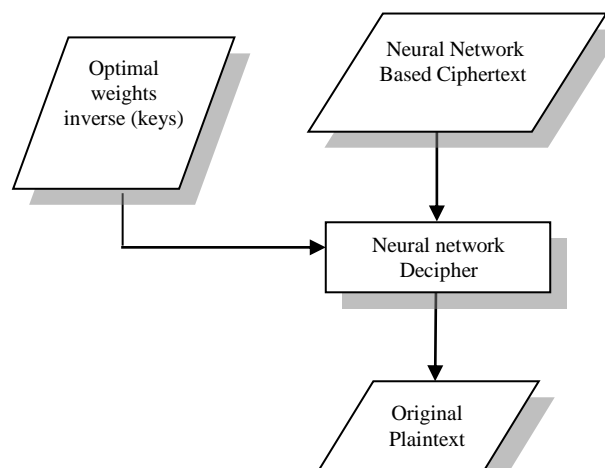 Optimal
weights
inverse (keys)
Neural Network
Based Ciphertext
Neural network
Decipher
Original
Plaintext